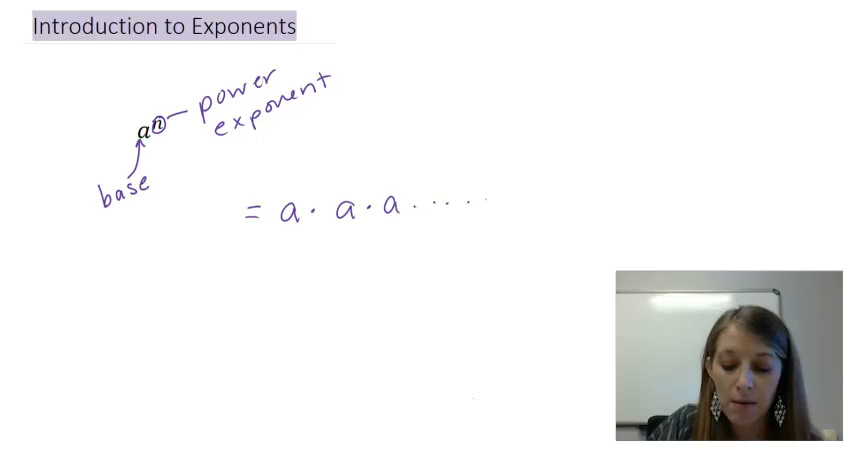 Introduction to Exponents
aⁿ — power
exponent
base
= a · a · a · · · · ·